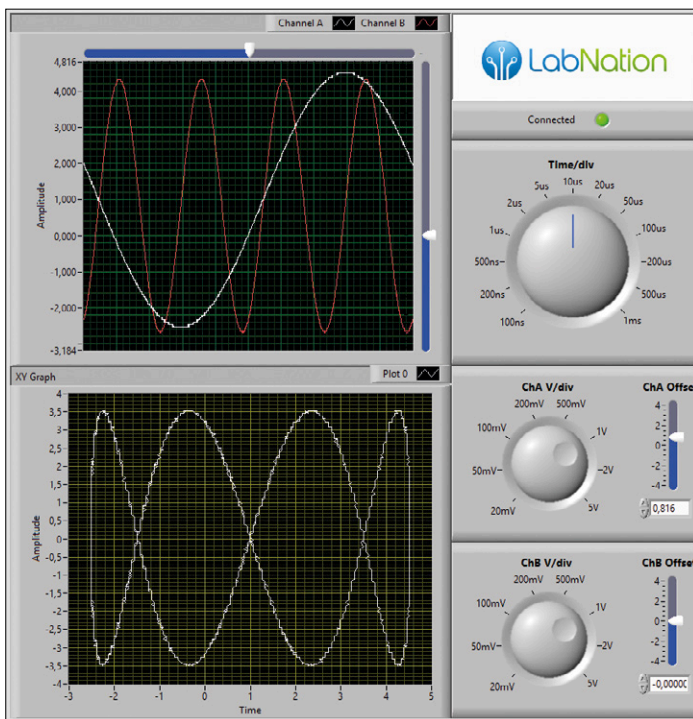 Channel A Channel B
4,816
4,000
3,000
2,000
1,000
0,000
-1,000
-2,000
-3,184
Amplitude
LabNation
Connected
Time/div
100ns
200ns
500ns
1us
2us
5us
10us
20us
50us
100us
200us
500us
1ms
XY Graph Plot 0
4
3,5
3
2,5
2
1,5
1
0,5
0
-0,5
-1
-1,5
-2
-2,5
-3
-3,5
-4
Amplitude
-3 -2 -1 0 1 2 3 4 5
Time
ChA V/div
20mV
50mV
100mV
200mV
500mV
1V
2V
5V
ChA Offset
4
2
0
-2
-4
0,816
ChB V/div
20mV
50mV
100mV
200mV
500mV
1V
2V
5V
ChB Offset
4
2
0
-2
-4
-0,0000